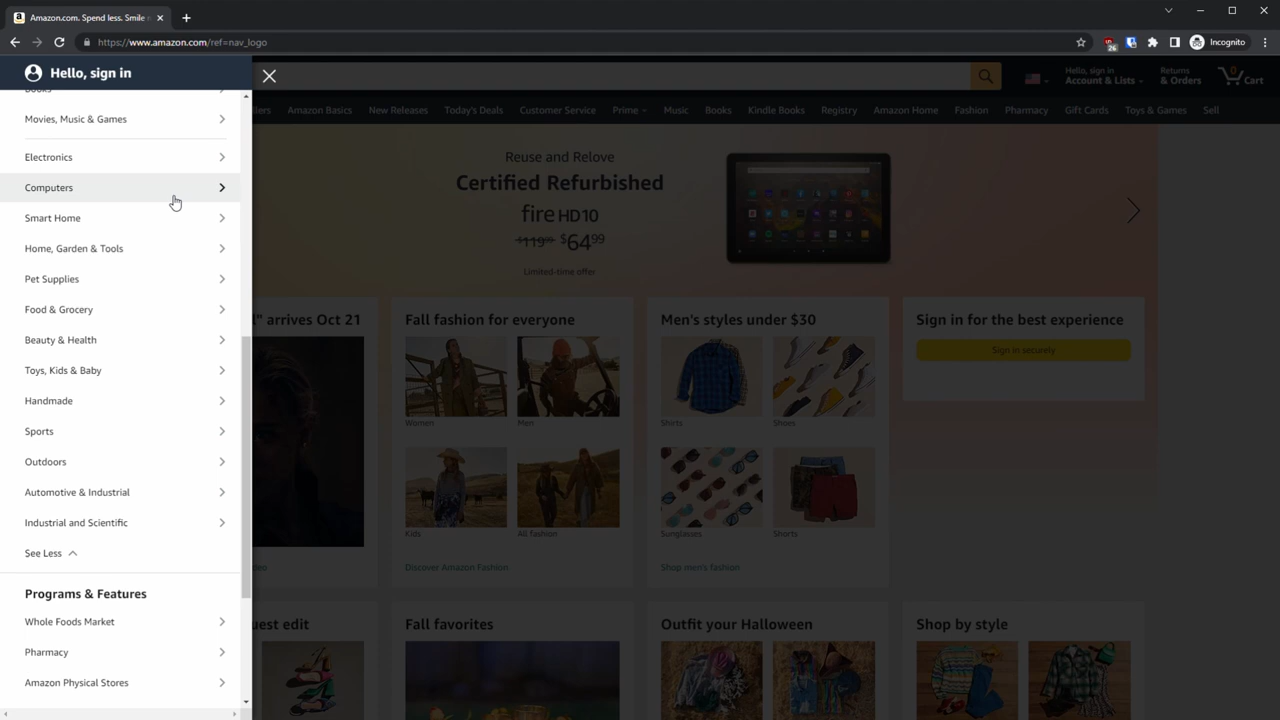 Amazon.com. Spend less. Smile
https://www.amazon.com/ref=nav_logo
26
Incognito
Hello, sign in
Hello, sign in
Account & Lists
Returns
& Orders
0
Cart
Amazon Basics
New Releases
Today's Deals
Customer Service
Prime
Music
Books
Kindle Books
Registry
Amazon Home
Fashion
Pharmacy
Gift Cards
Toys & Games
Sell
Books
Movies, Music & Games
Electronics
Computers
Smart Home
Home, Garden & Tools
Pet Supplies
Food & Grocery
Beauty & Health
Toys, Kids & Baby
Handmade
Sports
Outdoors
Automotive & Industrial
Industrial and Scientific
See Less
Programs & Features
Whole Foods Market
Pharmacy
Amazon Physical Stores
Reuse and Relove
Certified Refurbished
fire HD10
$119.99 $64.99
Limited-time offer
" arrives Oct 21
Fall fashion for everyone
Women
Men
Kids
All fashion
Discover Amazon Fashion
Men's styles under $30
Shirts
Shoes
Sunglasses
Shorts
Shop men's fashion
Sign in for the best experience
Sign in securely
uest edit
Fall favorites
Outfit your Halloween
Shop by style